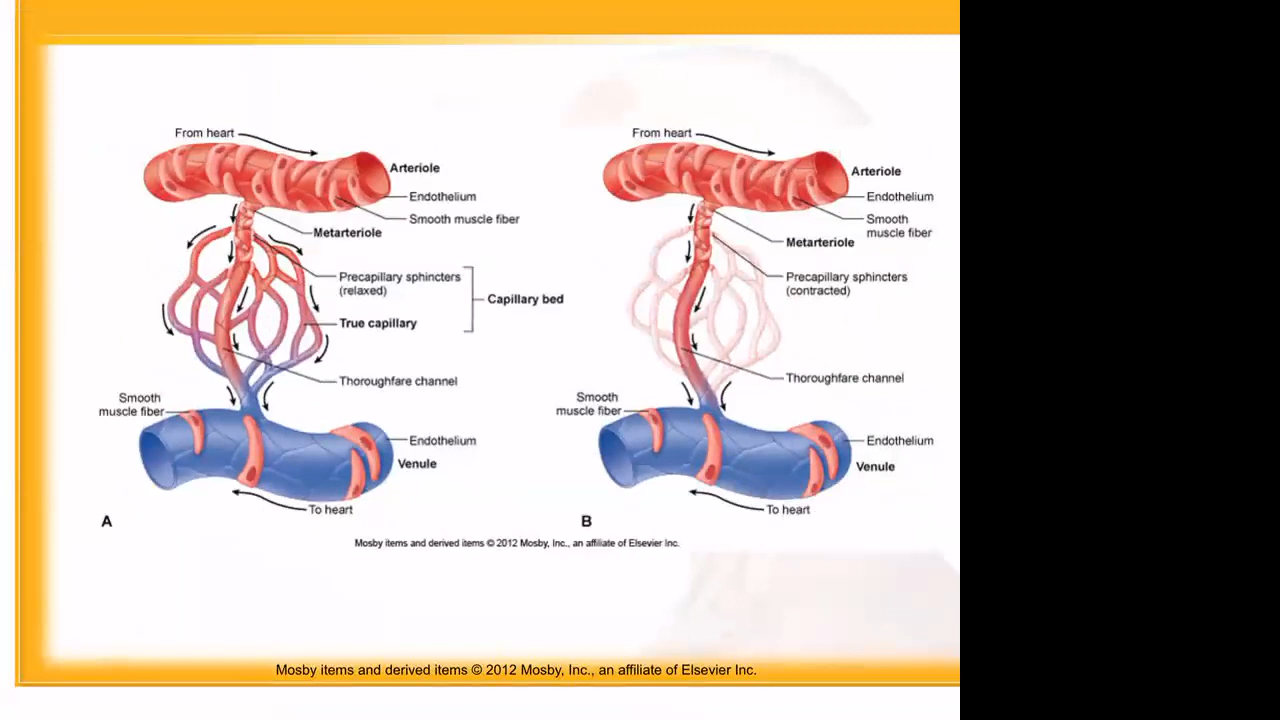 From heart
Arteriole
Endothelium
Smooth muscle fiber
Metarteriole
Precapillary sphincters
(relaxed)
Capillary bed
True capillary
Thoroughfare channel
Smooth
muscle fiber
Endothelium
Venule
To heart
A
From heart
Arteriole
Endothelium
Smooth
muscle fiber
Metarteriole
Precapillary sphincters
(contracted)
Thoroughfare channel
Smooth
muscle fiber
Endothelium
Venule
To heart
B
Mosby items and derived items © 2012 Mosby, Inc., an affiliate of Elsevier Inc.
Mosby items and derived items © 2012 Mosby, Inc., an affiliate of Elsevier Inc.